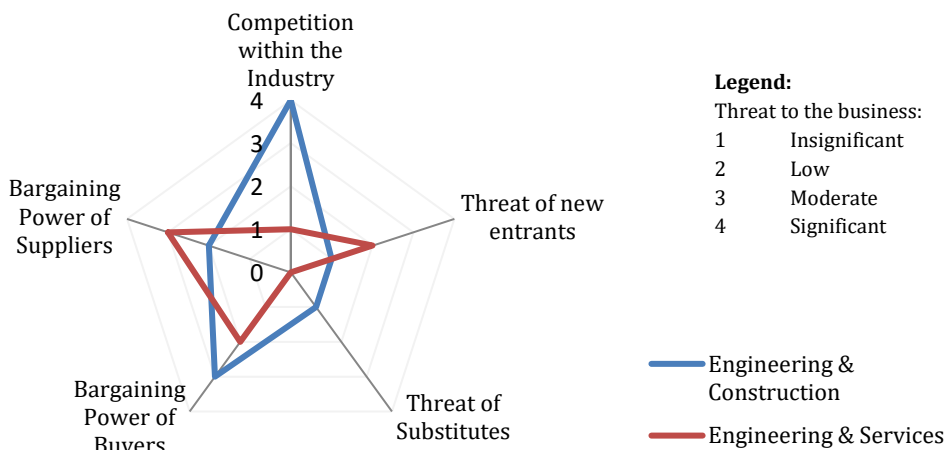 Competition
within the
Industry
4
3
2
1
0
Threat of new
entrants
Threat of
Substitutes
Bargaining
Power of
Buyers
Bargaining
Power of
Suppliers
Legend:
Threat to the business:
1 Insignificant
2 Low
3 Moderate
4 Significant
Engineering &
Construction
Engineering & Services